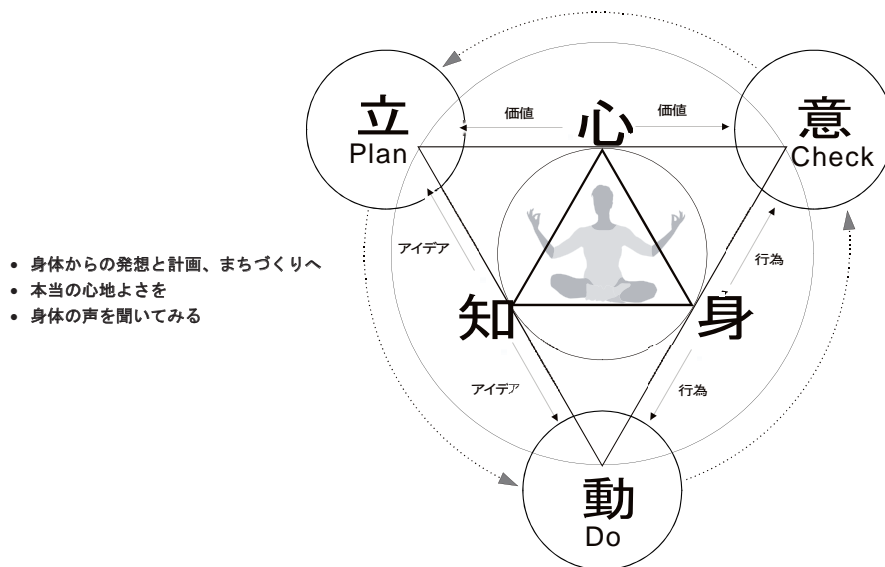 立
Plan
価値
心
価値
意
Check
アイデア
行為
• 身体からの発想と計画、まちづくりへ
• 本当の心地よさを
• 身体の声を聞いてみる
知
身
アイデア
行為
動
Do